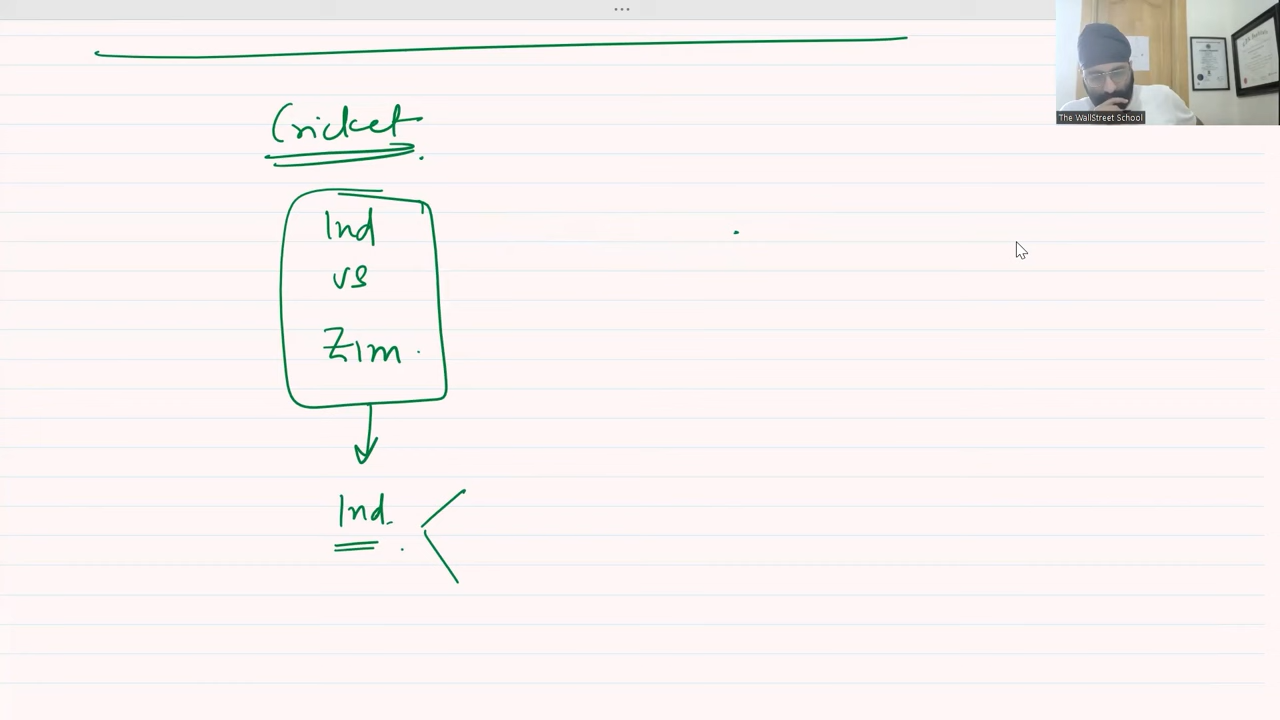 Cricket.
Ind
vs
Zim.
Ind.
The WallStreet School